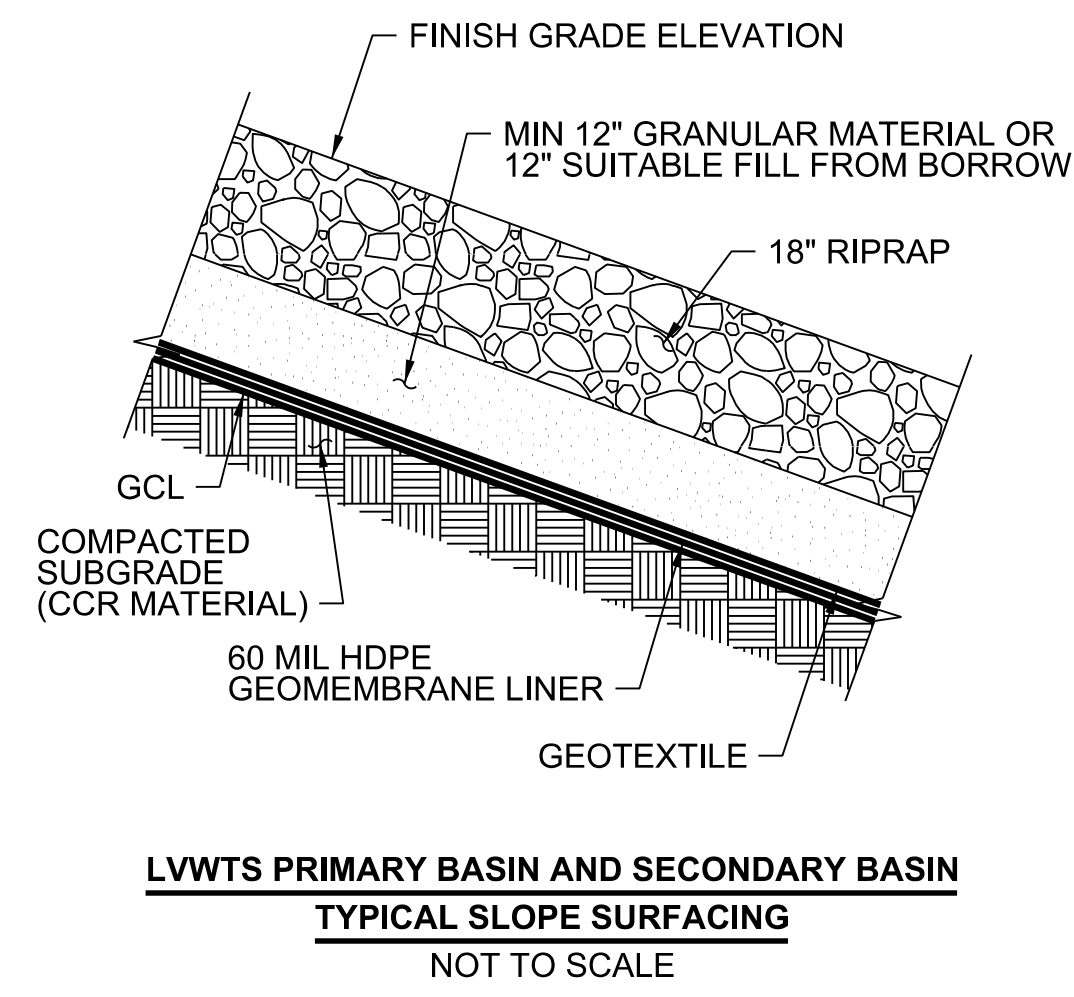 FINISH GRADE ELEVATION
MIN 12" GRANULAR MATERIAL OR
12" SUITABLE FILL FROM BORROW
18" RIPRAP
GCL
COMPACTED
SUBGRADE
(CCR MATERIAL)
60 MIL HDPE
GEOMEMBRANE LINER
GEOTEXTILE
LVWTS PRIMARY BASIN AND SECONDARY BASIN
TYPICAL SLOPE SURFACING
NOT TO SCALE